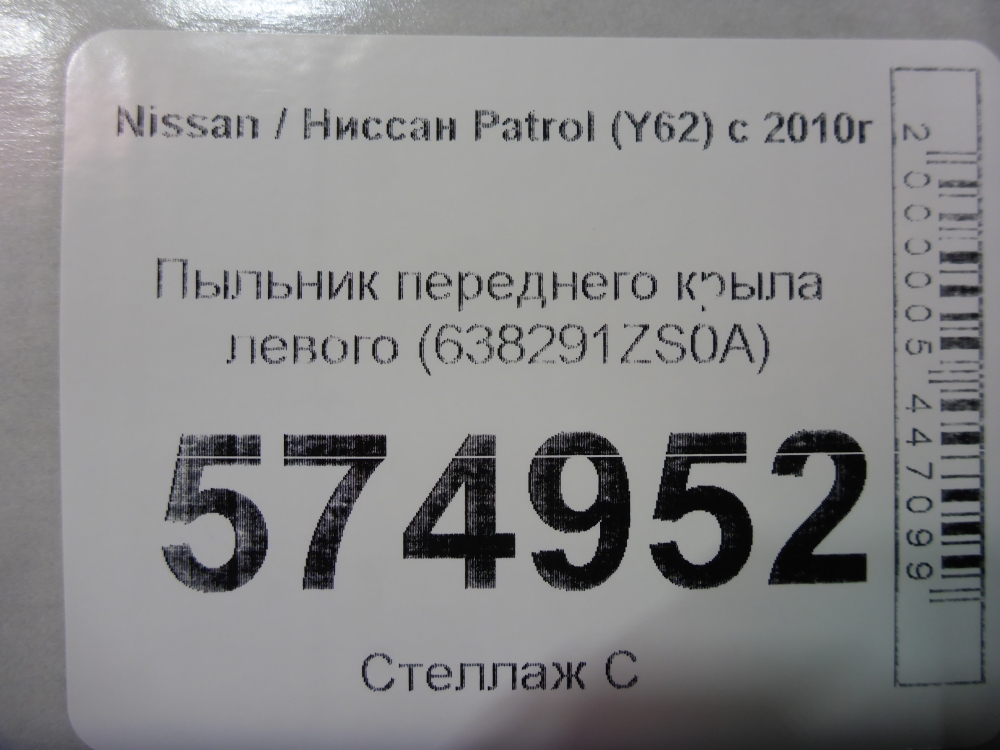 Nissan / Ниссан Patrol (Y62) с 2010г
Пыльник переднего крыла
левого (638291ZS0A)
574952
Стеллаж С
2000005447099